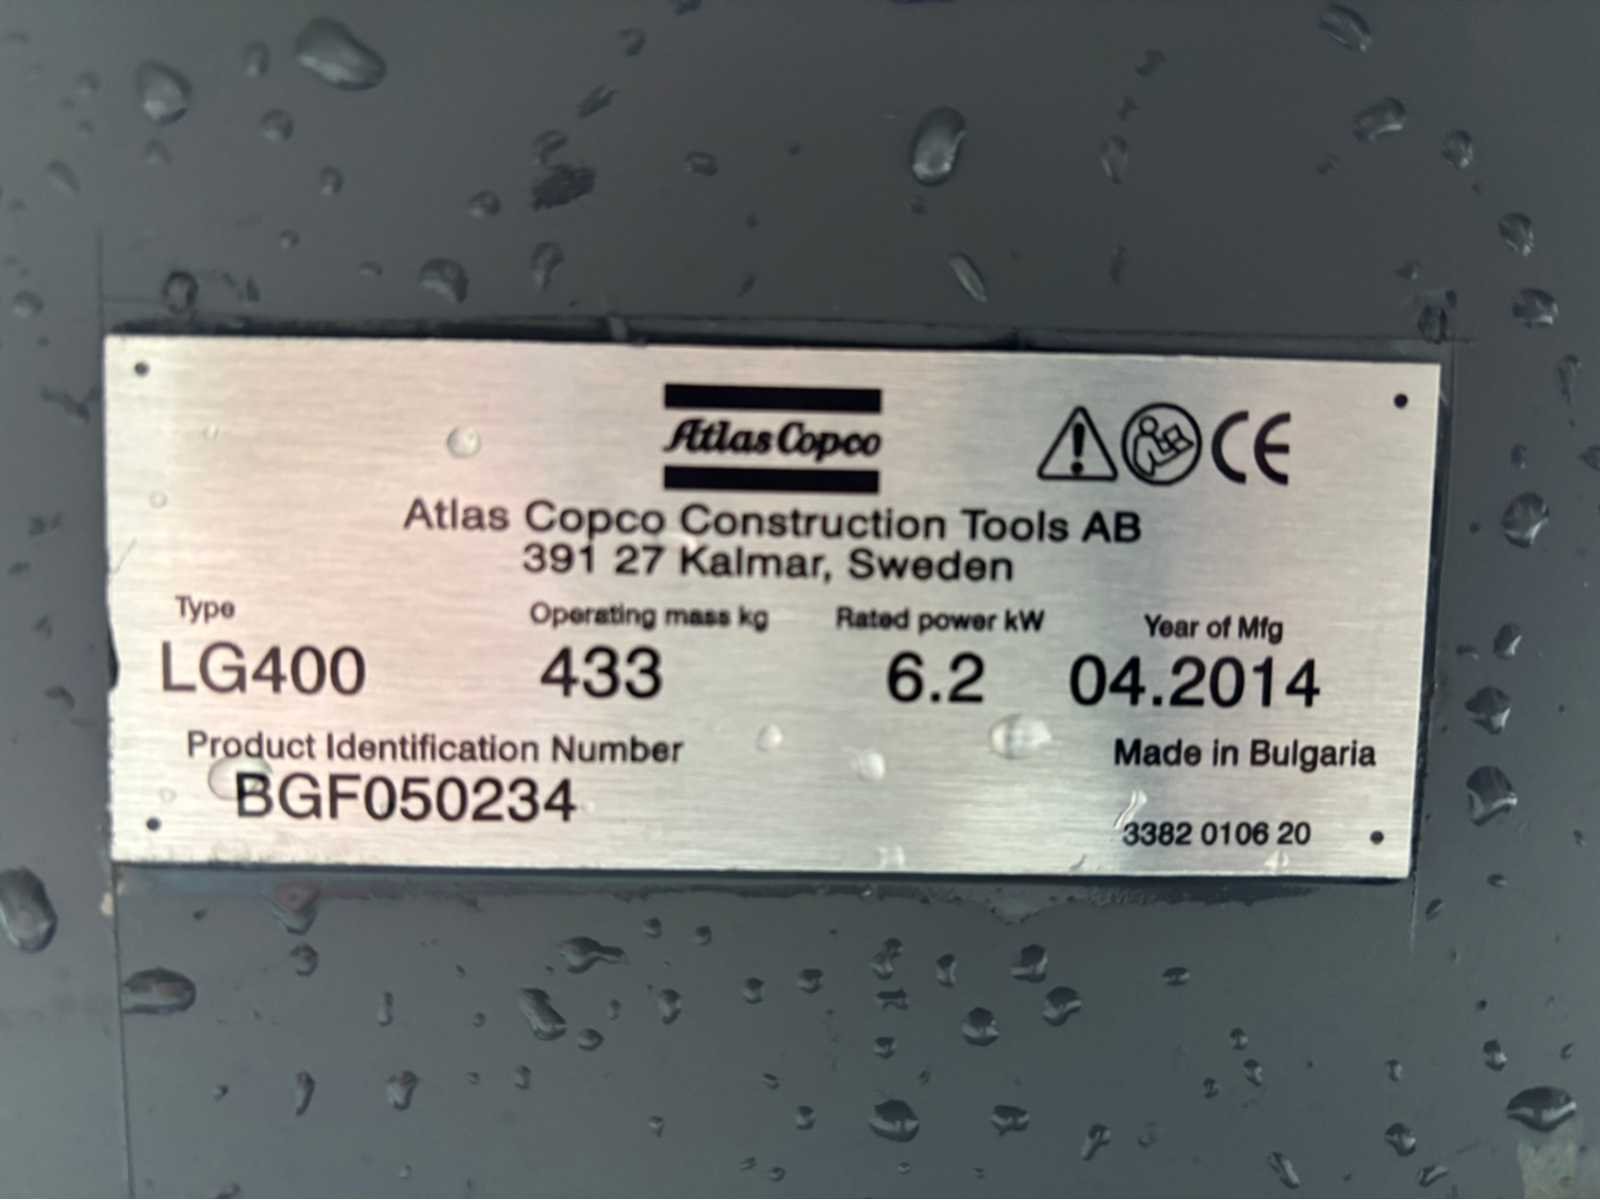 Atlas Copco
CE
Atlas Copco Construction Tools AB
391 27 Kalmar, Sweden
Type Operating mass kg Rated power kW Year of Mfg
LG400 433 6.2 04.2014
Product Identification Number Made in Bulgaria
BGF050234
3382 0106 20